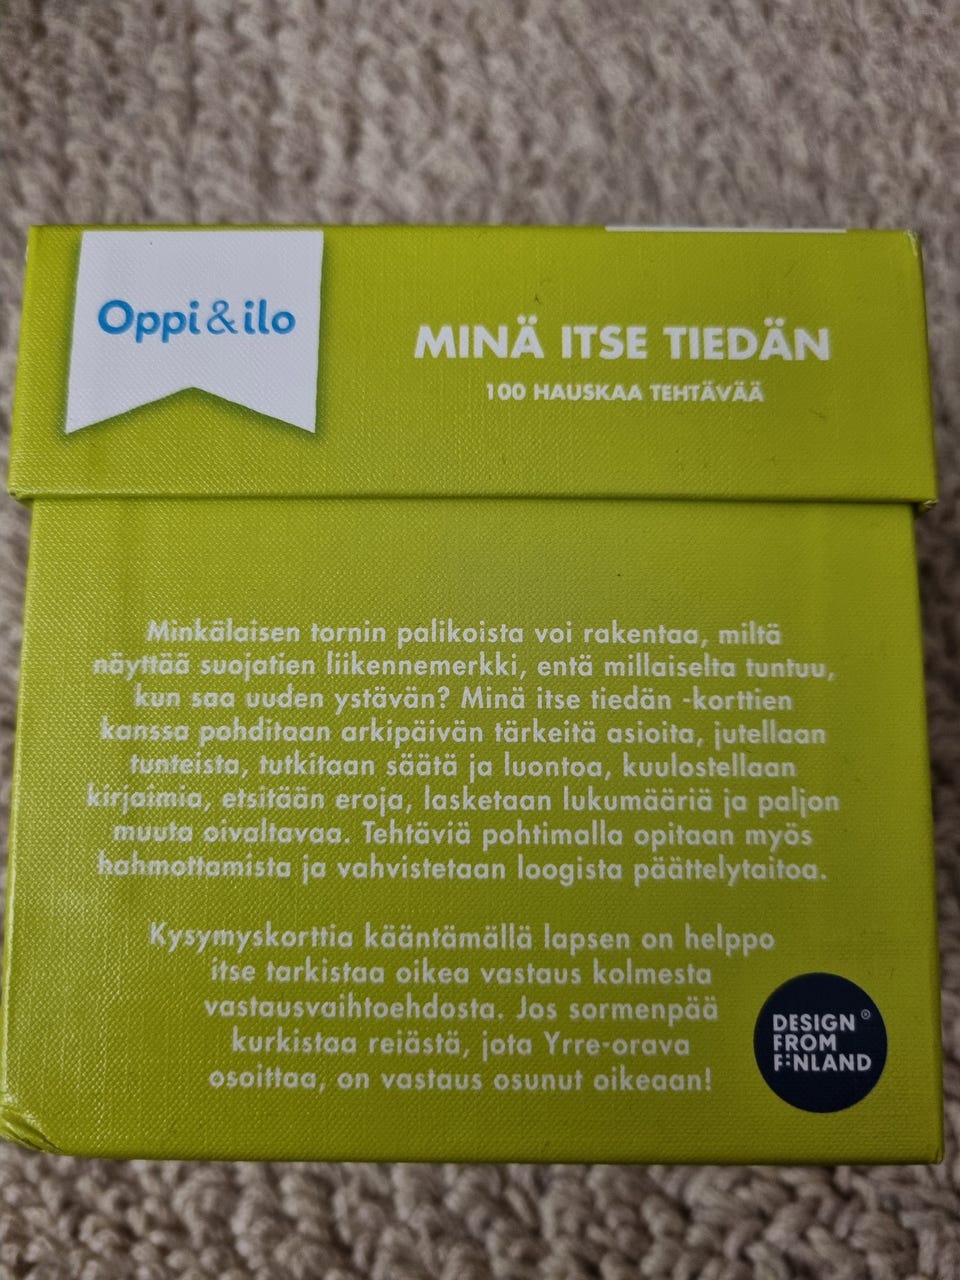 Oppi&ilo
MINÄ ITSE TIEDÄN
100 HAUSKAA TEHTÄVÄÄ
Minkälaisen tornin palikoista voi rakentaa, miltä
näyttää suojatien liikennemerkki, entä millaiselta tuntuu,
kun saa uuden ystävän? Minä itse tiedän -korttien
kanssa pohditaan arkipäivän tärkeitä asioita, jutellaan
tunteista, tutkitaan säätä ja luontoa, kuulostellaan
kirjaimia, etsitään eroja, lasketaan lukumääriä ja paljon
muuta oivaltavaa. Tehtäviä pohtimalla opitaan myös
hahmottamista ja vahvistetaan loogista päättelytaitoa.
Kysymyskorttia kääntämällä lapsen on helppo
itse tarkistaa oikea vastaus kolmesta
vastausvaihtoehdosta. Jos sormenpää
kurkistaa reiästä, jota Yrre-orava
osoittaa, on vastaus osunut oikeaan!
DESIGN ®
FROM
FINLAND